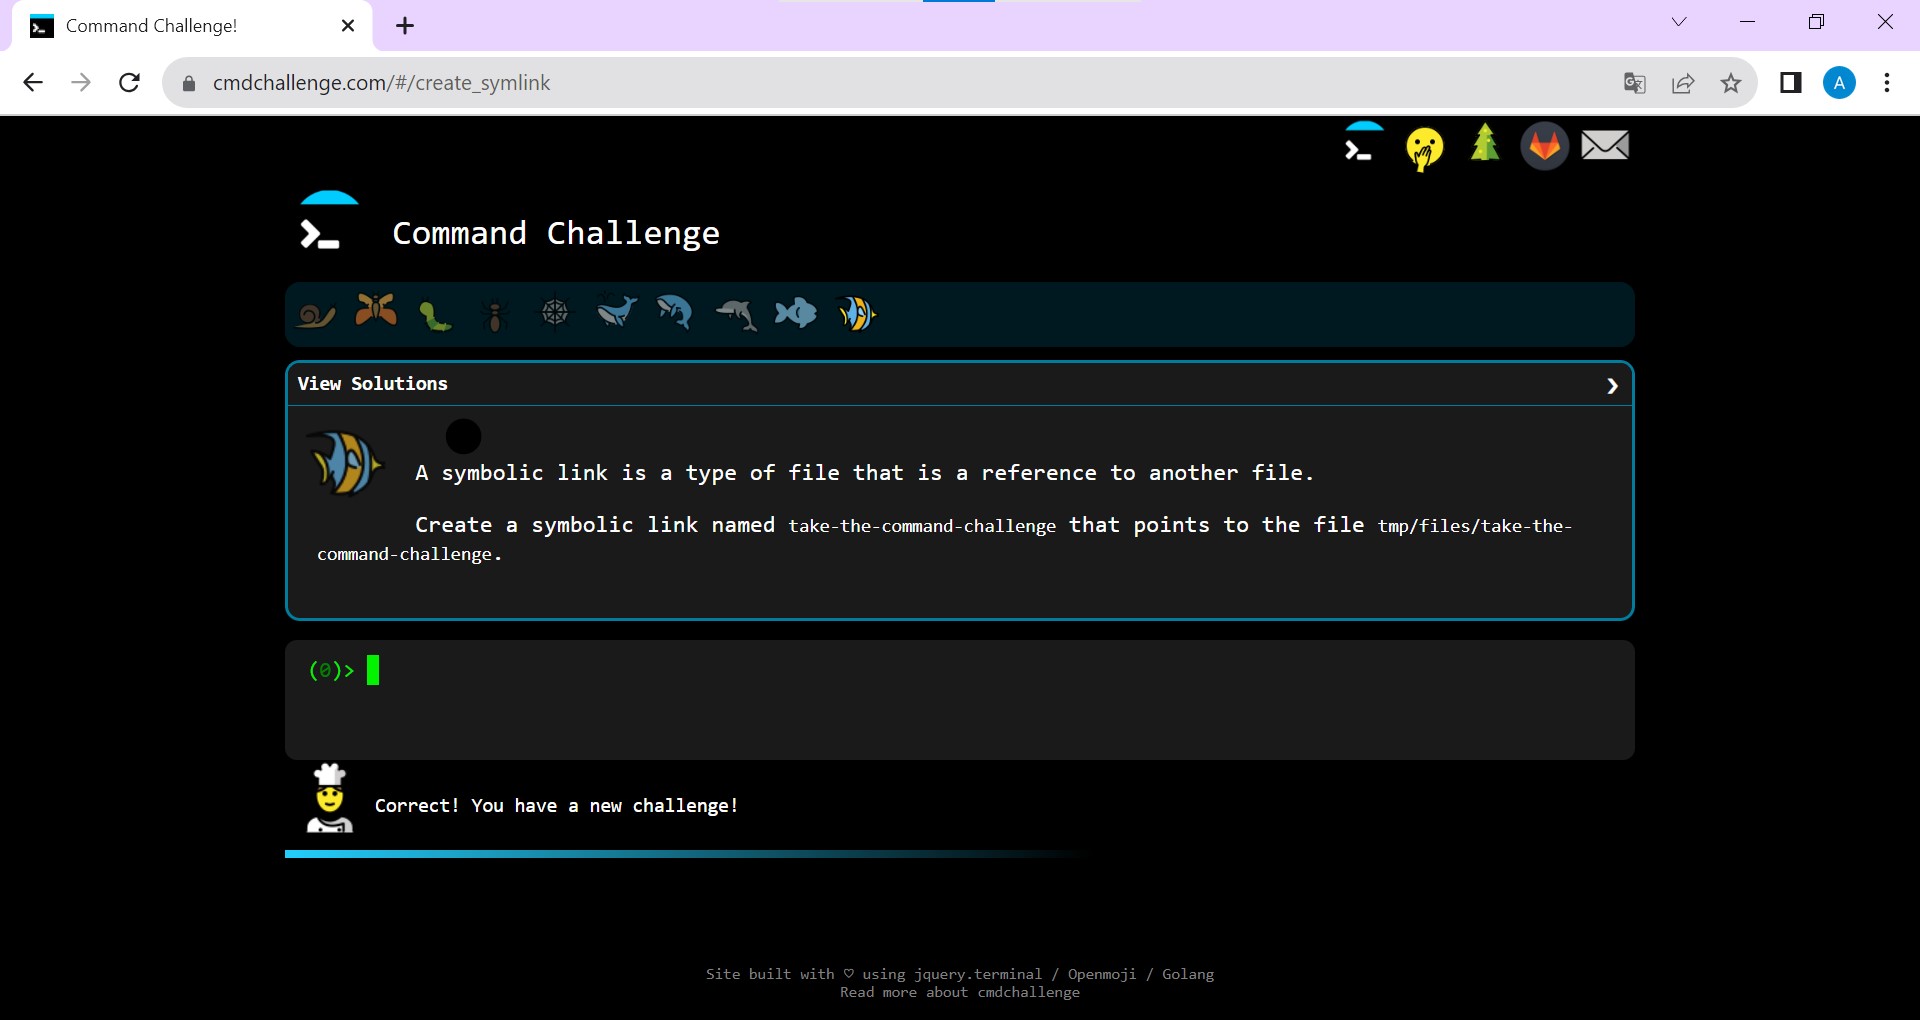 Command Challenge!
cmdchallenge.com/#/create_symlink
A
Command Challenge
View Solutions
A symbolic link is a type of file that is a reference to another file.
Create a symbolic link named take-the-command-challenge that points to the file tmp/files/take-the-
command-challenge.
(0)>
Correct! You have a new challenge!
Site built with ♡ using jquery.terminal / Openmoji / Golang
Read more about cmdchallenge